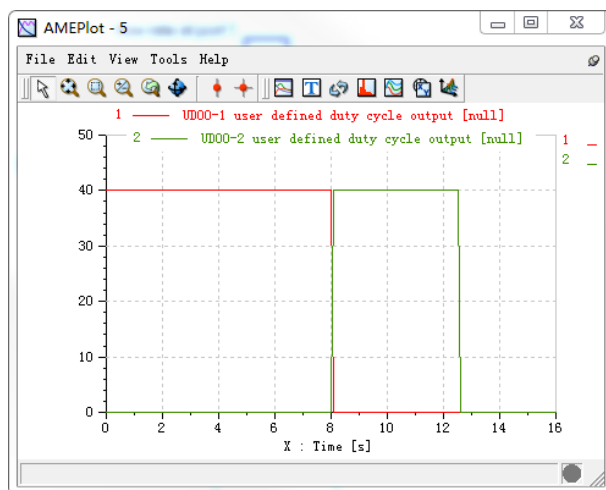 AMEPlot - 5
File Edit View Tools Help
1 —— UD00-1 user defined duty cycle output [null]
2 —— UD00-2 user defined duty cycle output [null]
1
2
50
40
30
20
10
0
0 2 4 6 8 10 12 14 16
X : Time [s]